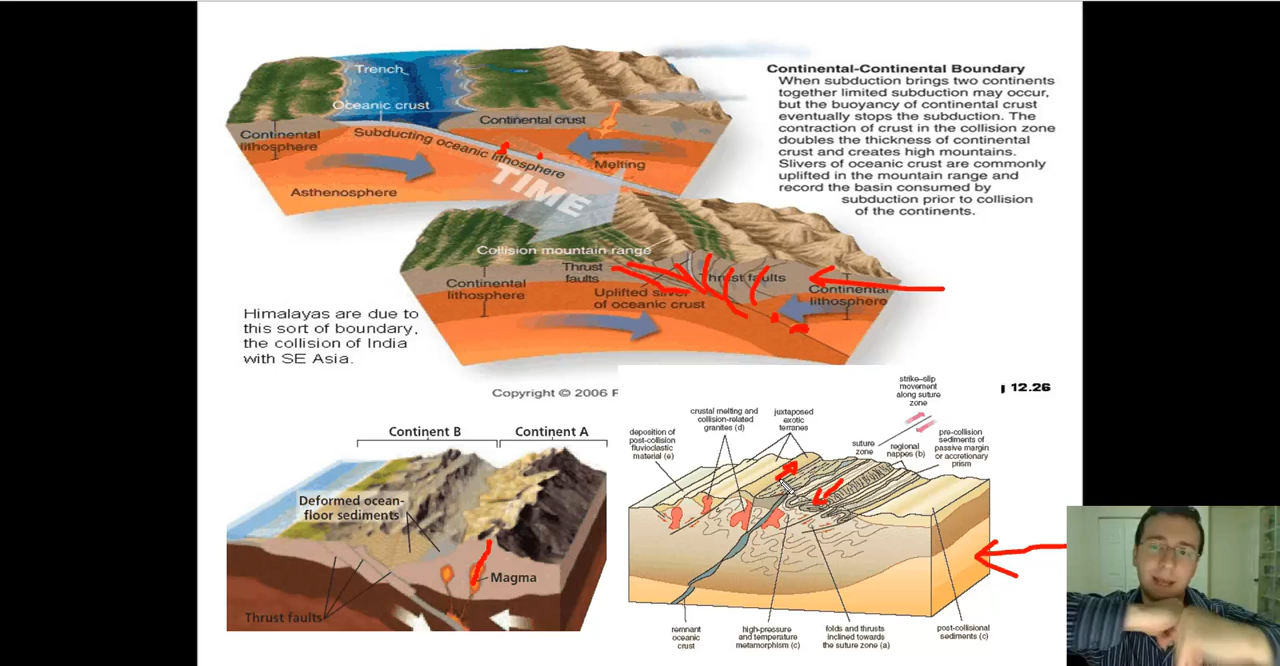 Continental-Continental Boundary
When subduction brings two continents
together limited subduction may occur,
but the buoyancy of continental crust
eventually stops the subduction. The
contraction of crust in the collision zone
doubles the thickness of continental
crust and creates high mountains.
Slivers of oceanic crust are commonly
uplifted in the mountain range and
record the basin consumed by
subduction prior to collision
of the continents.
Trench
Oceanic crust
Continental crust
Continental
lithosphere
Subducting oceanic lithosphere
Melting
Asthenosphere
TIME
Collision mountain range
Thrust
faults
Thrust faults
Continental
lithosphere
Uplifted sliver
of oceanic crust
Continental
lithosphere
Himalayas are due to
this sort of boundary,
the collision of India
with SE Asia.
Copyright © 2006
12.26
Continent B
Continent A
Deformed ocean-
floor sediments
Magma
Thrust faults
strike–slip
movement
along suture
zone
crustal melting and
collision-related
granites (d)
juxtaposed
exotic
terranes
deposition of
post-collision
fluvioclastic
material (e)
suture
zone
regional
nappes (b)
pre-collision
sediments of
passive margin
or accretionary
prism
remnant
oceanic
crust
high-pressure
and temperature
metamorphism (c)
folds and thrusts
inclined towards
the suture zone (a)
post-collisional
sediments (c)